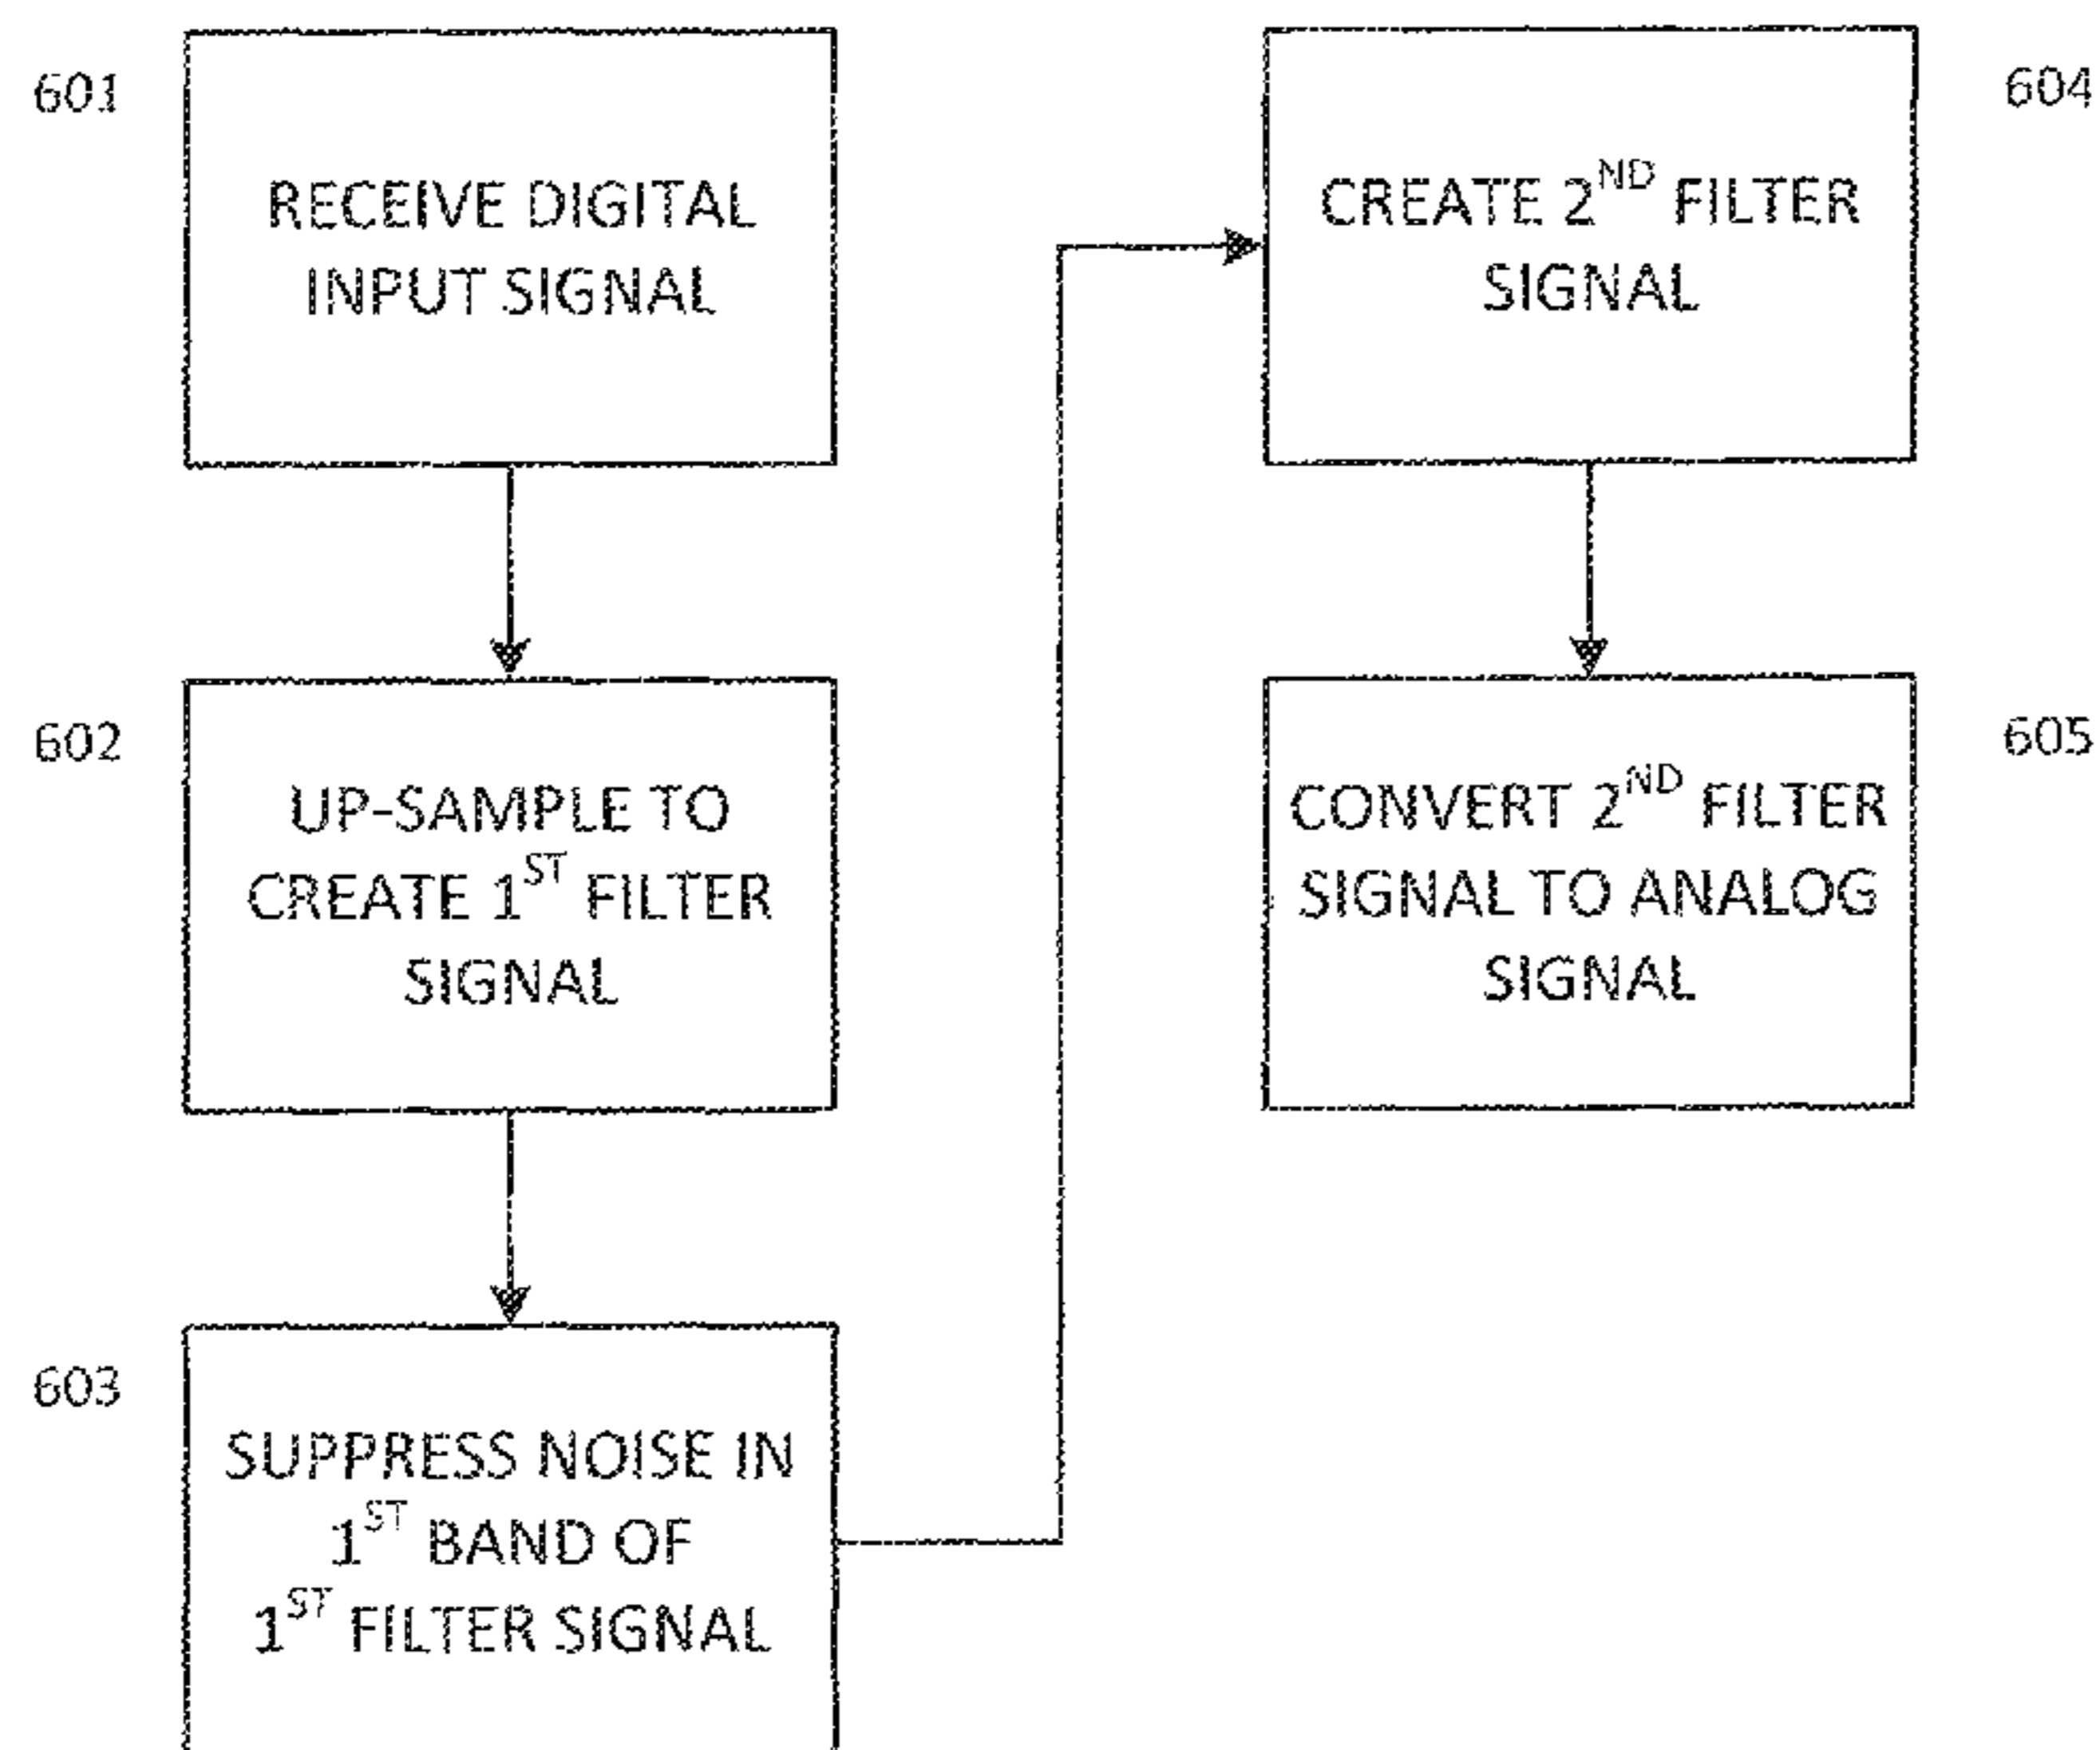 601
RECEIVE DIGITAL
INPUT SIGNAL
602
UP-SAMPLE TO
CREATE 1ST FILTER
SIGNAL
603
SUPPRESS NOISE IN
1ST BAND OF
1ST FILTER SIGNAL
604
CREATE 2ND FILTER
SIGNAL
605
CONVERT 2ND FILTER
SIGNAL TO ANALOG
SIGNAL